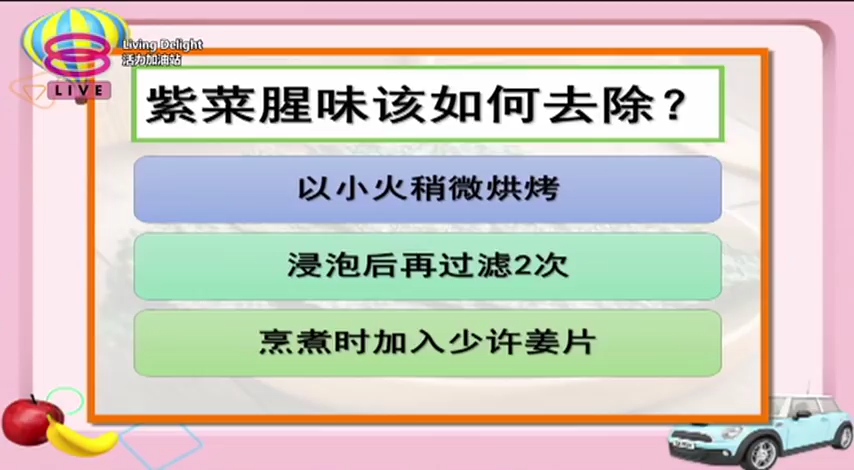 Living Delight
活力加油站
LIVE
紫菜腥味该如何去除？
以小火稍微烘烤
浸泡后再过滤2次
烹煮时加入少许姜片